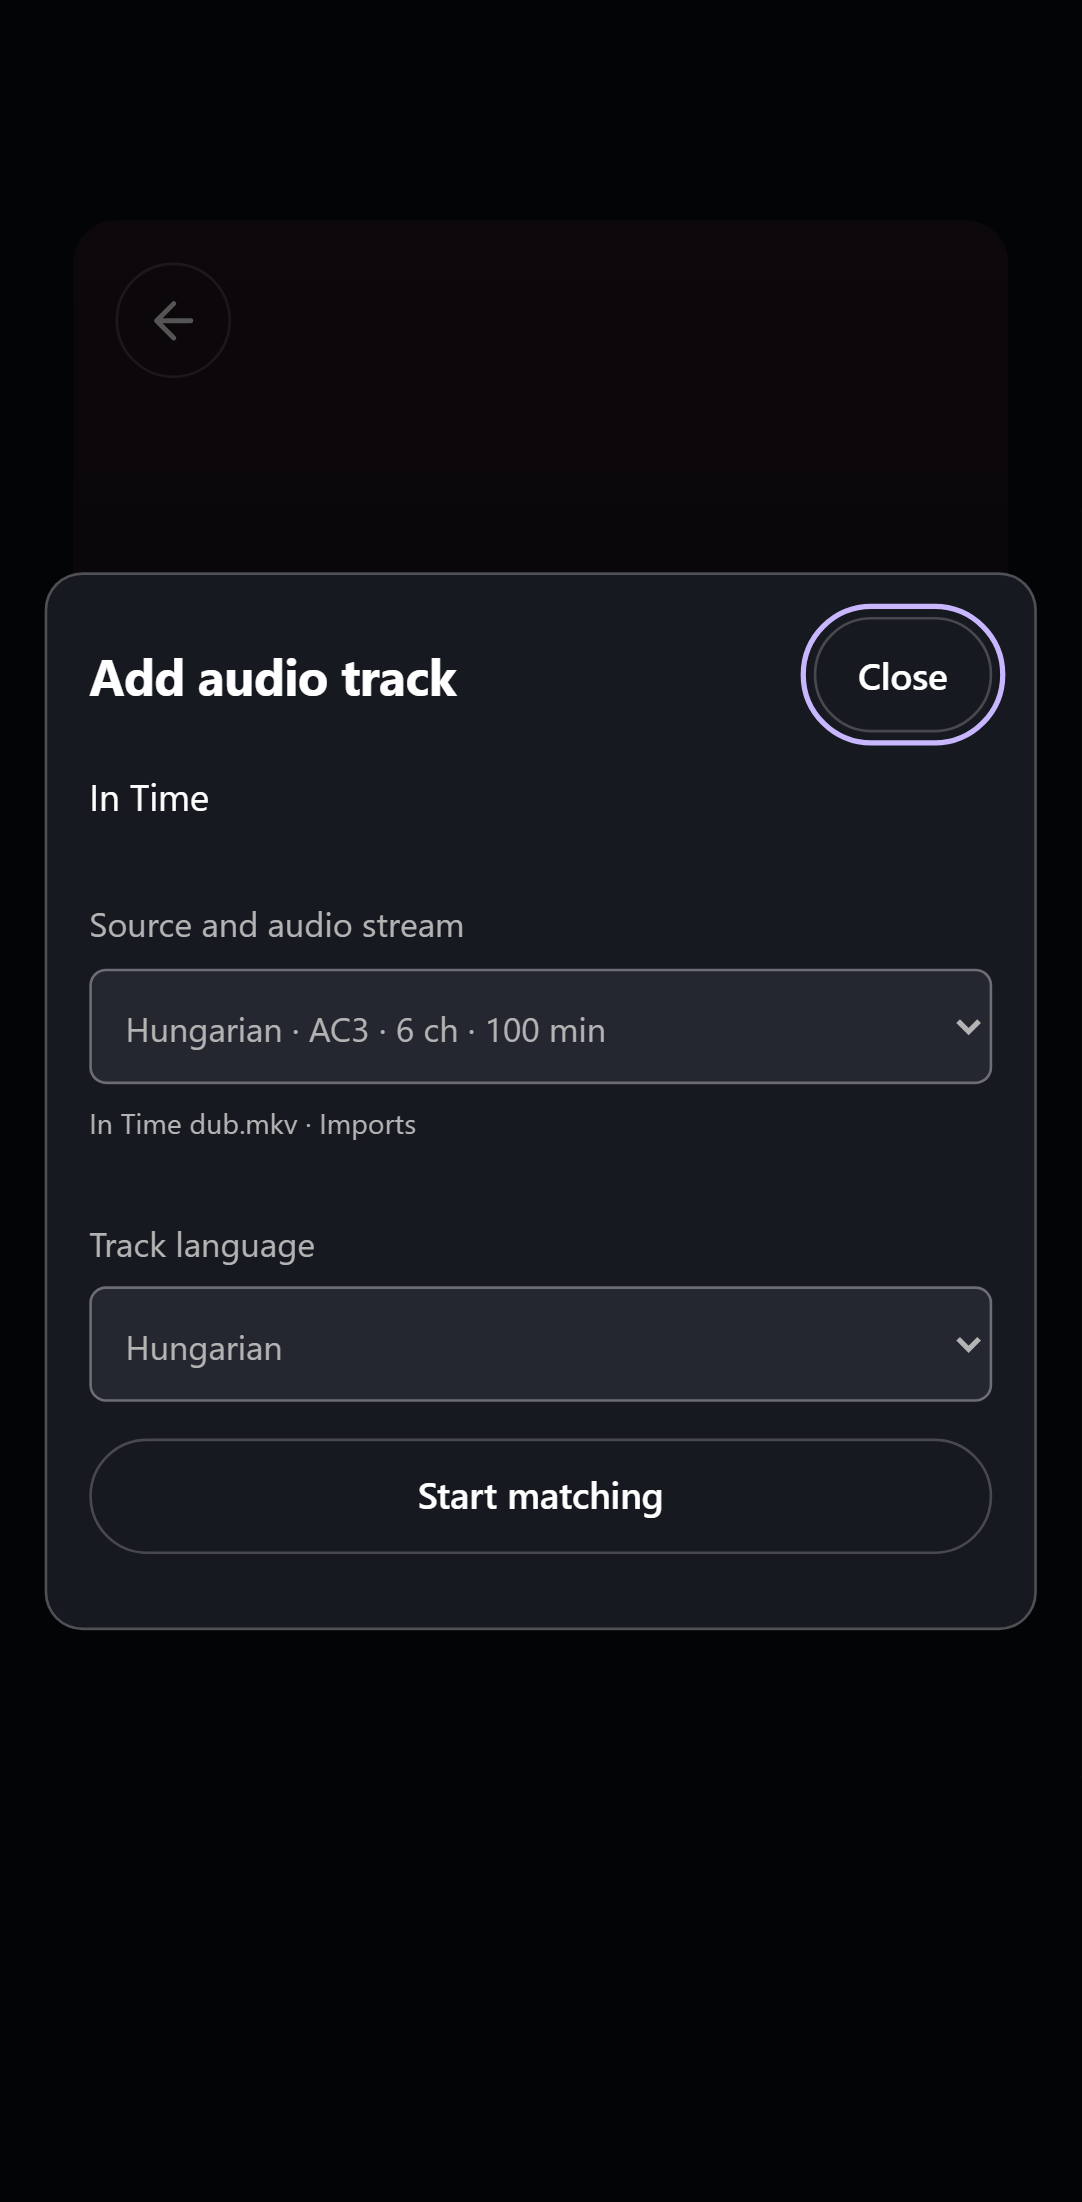 Add audio track
Close
In Time
Source and audio stream
Hungarian · AC3 · 6 ch · 100 min
In Time dub.mkv · Imports
Track language
Hungarian
Start matching